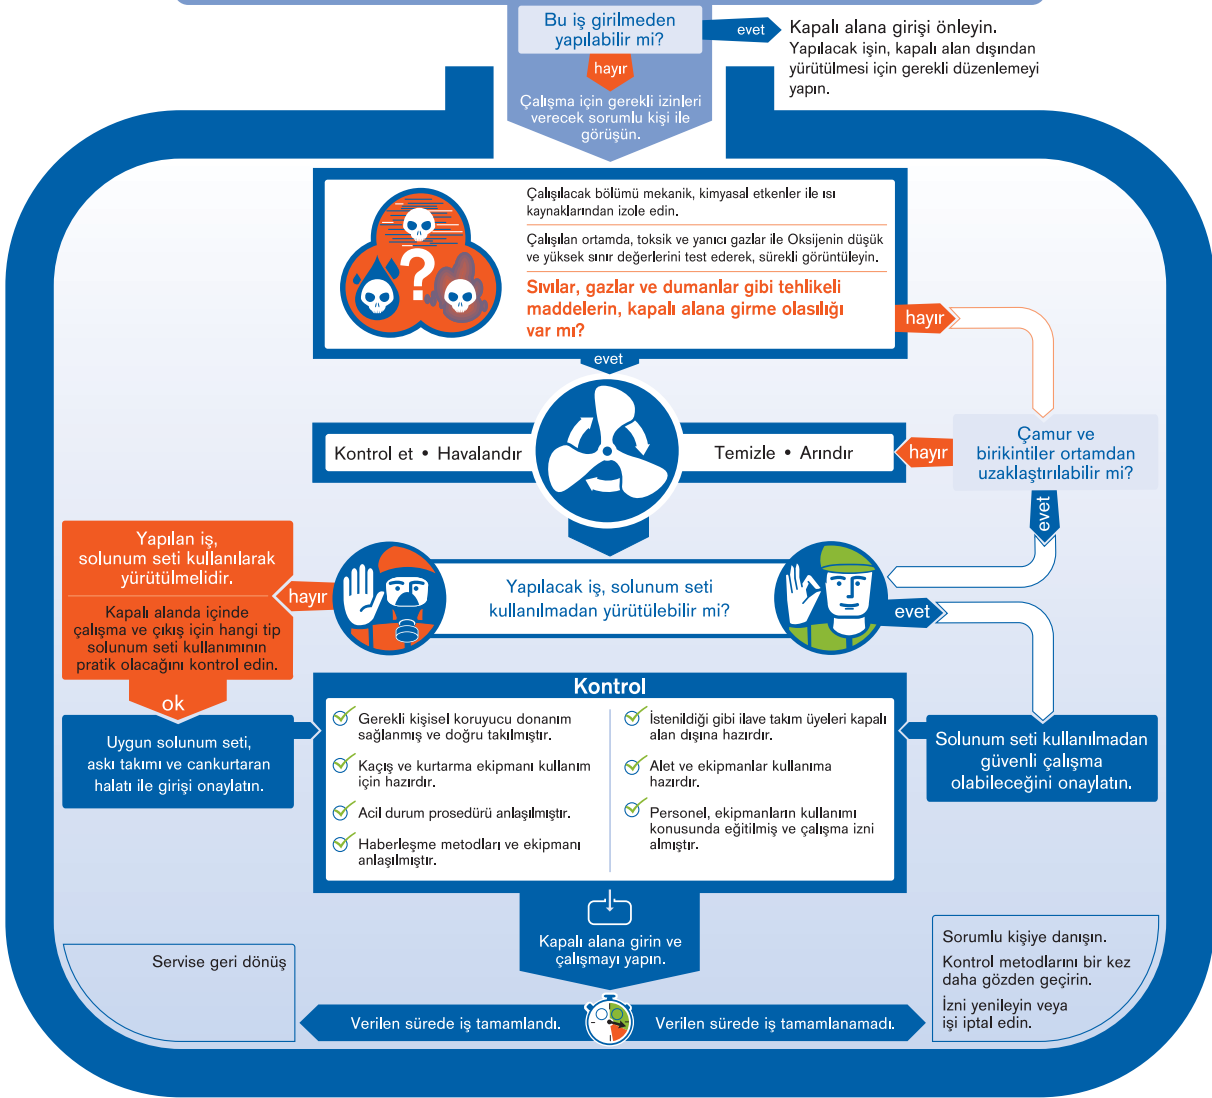 Bu iş girilmeden
yapılabilir mi?
evet
Kapalı alana girişi önleyin.
Yapılacak işin, kapalı alan dışından
yürütülmesi için gerekli düzenlemeyi
yapın.
hayır
Çalışma için gerekli izinleri
verecek sorumlu kişi ile
görüşün.
Çalışılacak bölümü mekanik, kimyasal etkenler ile ısı
kaynaklarından izole edin.
Çalışılan ortamda, toksik ve yanıcı gazlar ile Oksijenin düşük
ve yüksek sınır değerlerini test ederek, sürekli görüntüleyin.
Sıvılar, gazlar ve dumanlar gibi tehlikeli
maddelerin, kapalı alana girme olasılığı
var mı?
?
hayır
evet
Kontrol et • Havalandır
Temizle • Arındır
hayır
Çamur ve
birikintiler ortamdan
uzaklaştırılabilir mi?
evet
Yapılan iş,
solunum seti kullanılarak
yürütülmelidir.
Kapalı alanda içinde
çalışma ve çıkış için hangi tip
solunum seti kullanımının
pratik olacağını kontrol edin.
hayır
Yapılacak iş, solunum seti
kullanılmadan yürütülebilir mi?
evet
ok
Uygun solunum seti,
askı takımı ve cankurtaran
halatı ile girişi onaylatın.
Kontrol
Gerekli kişisel koruyucu donanım
sağlanmış ve doğru takılmıştır.
Kaçış ve kurtarma ekipmanı kullanım
için hazırdır.
Acil durum prosedürü anlaşılmıştır.
Haberleşme metodları ve ekipmanı
anlaşılmıştır.
İstenildiği gibi ilave takım üyeleri kapalı
alan dışına hazırdır.
Alet ve ekipmanlar kullanıma
hazırdır.
Personel, ekipmanların kullanımı
konusunda eğitilmiş ve çalışma izni
almıştır.
Solunum seti kullanılmadan
güvenli çalışma
olabileceğini onaylatın.
Kapalı alana girin ve
çalışmayı yapın.
Servise geri dönüş
Verilen sürede iş tamamlandı.
Verilen sürede iş tamamlanamadı.
Sorumlu kişiye danışın.
Kontrol metodlarını bir kez
daha gözden geçirin.
İzni yenileyin veya
işi iptal edin.